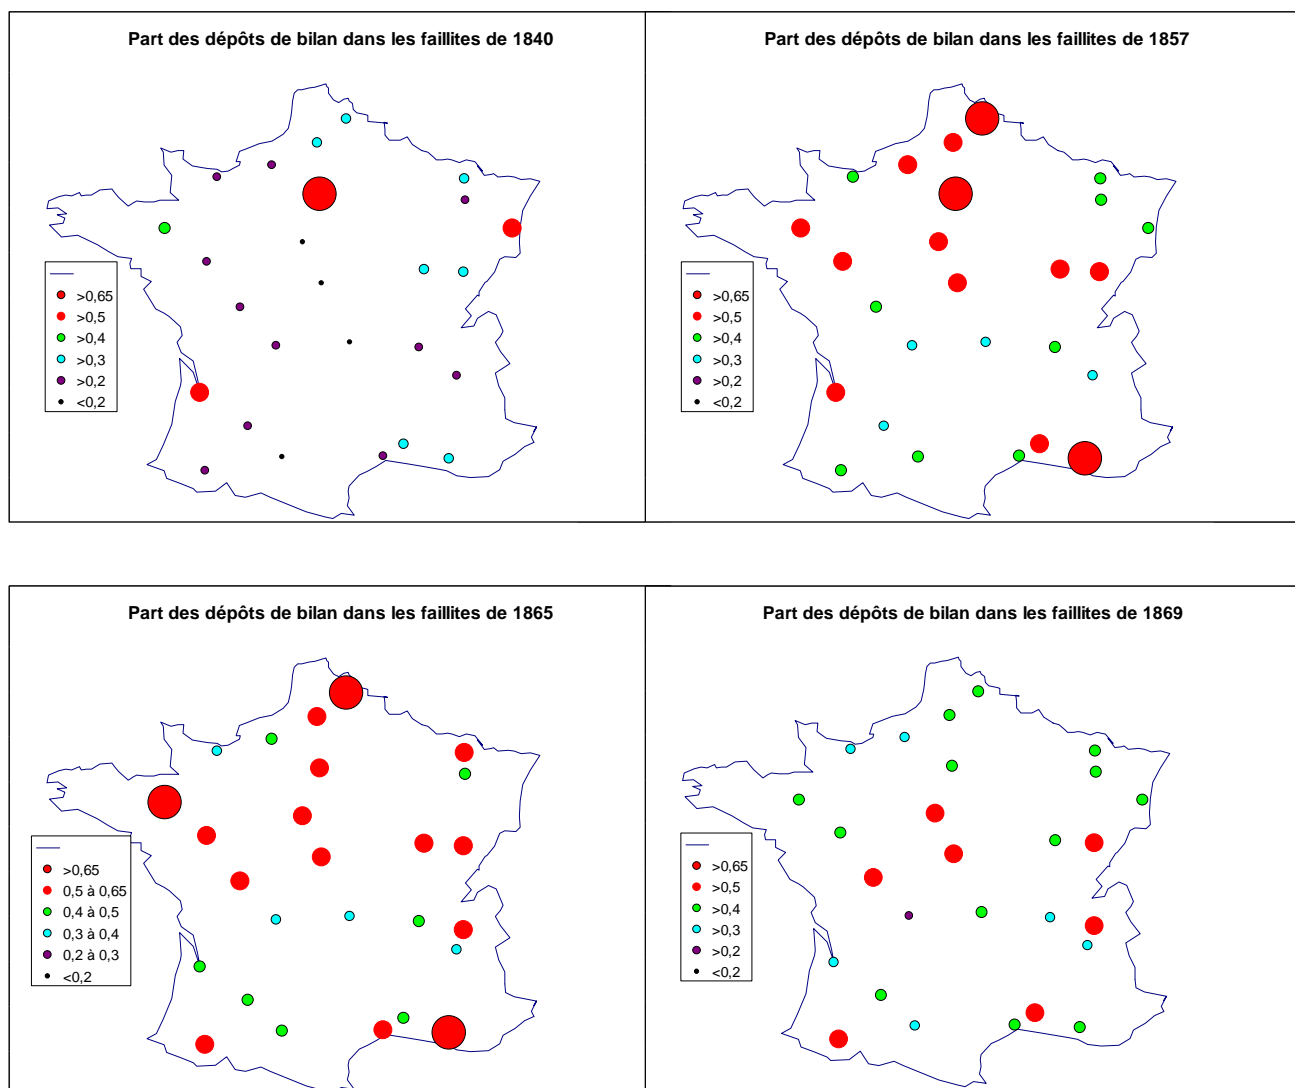 Part des dépôts de bilan dans les faillites de 1840
>0,65
>0,5
>0,4
>0,3
>0,2
<0,2
Part des dépôts de bilan dans les faillites de 1857
>0,65
>0,5
>0,4
>0,3
>0,2
<0,2
Part des dépôts de bilan dans les faillites de 1865
>0,65
0,5 à 0,65
0,4 à 0,5
0,3 à 0,4
0,2 à 0,3
<0,2
Part des dépôts de bilan dans les faillites de 1869
>0,65
>0,5
>0,4
>0,3
>0,2
<0,2